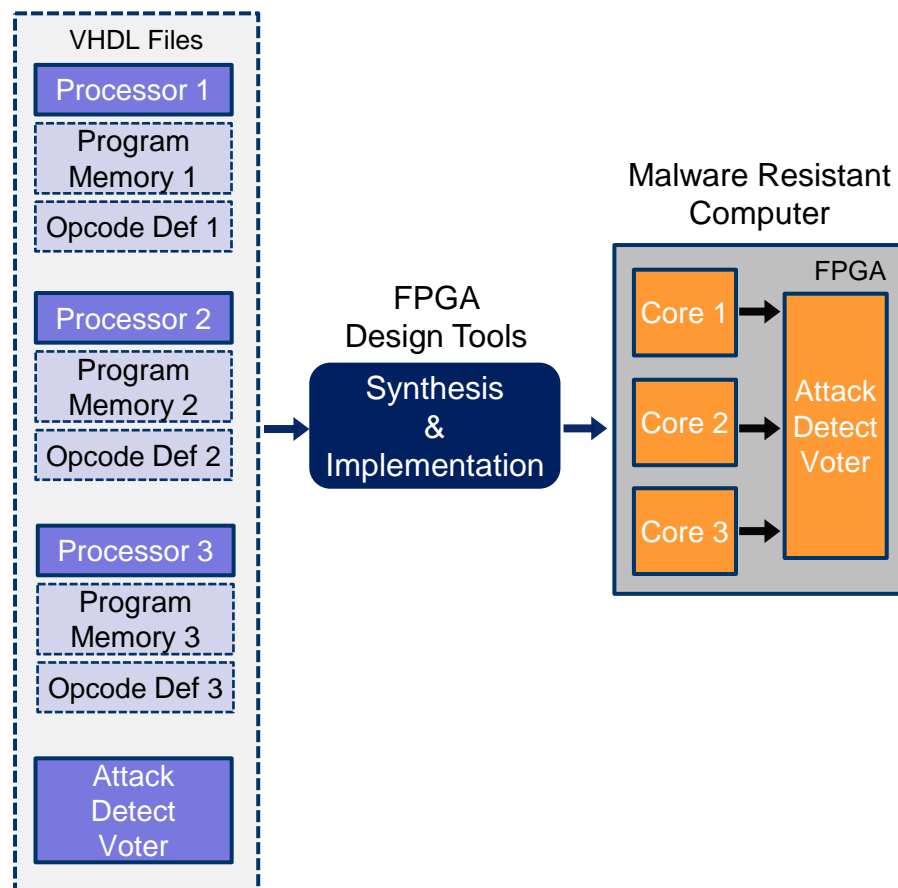 VHDL Files
Processor 1
Program
Memory 1
Opcode Def 1
Processor 2
Program
Memory 2
Opcode Def 2
Processor 3
Program
Memory 3
Opcode Def 3
Attack
Detect
Voter
FPGA
Design Tools
Synthesis
&
Implementation
Malware Resistant
Computer
FPGA
Core 1
Core 2
Core 3
Attack
Detect
Voter